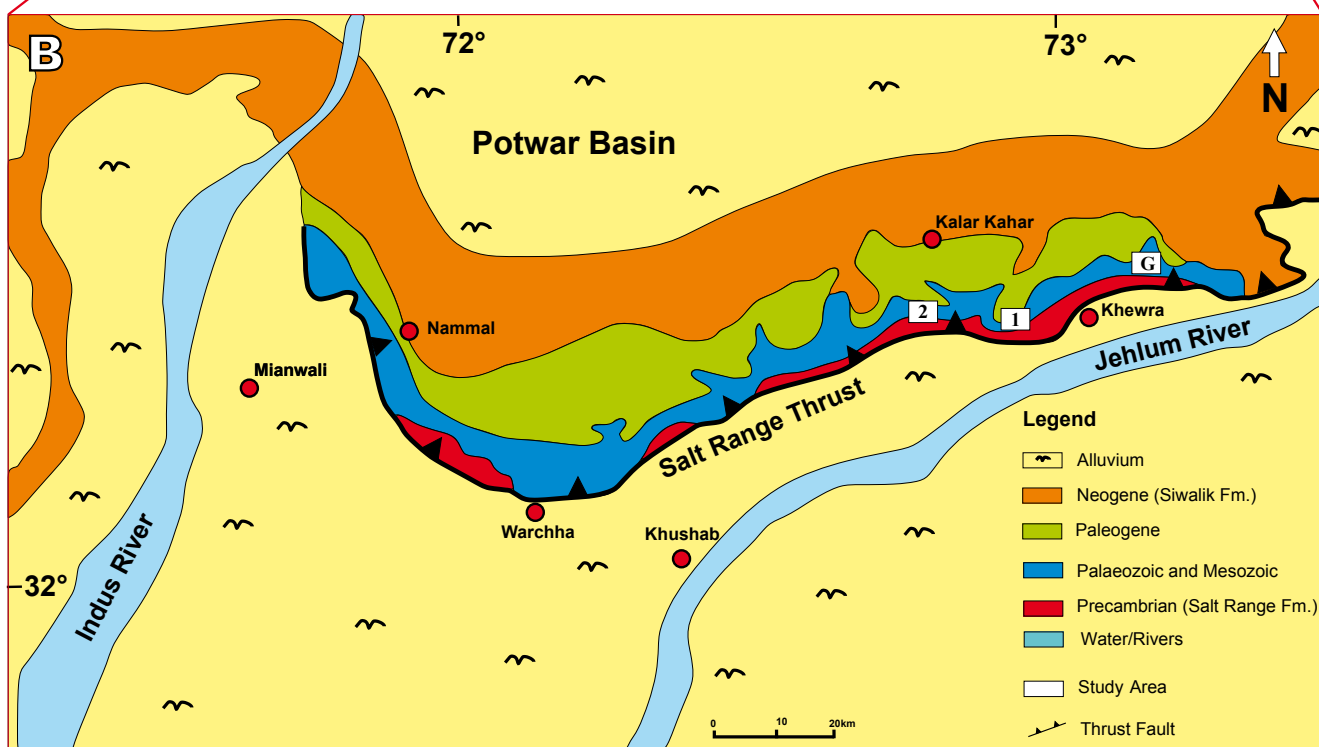 B
72°
73°
N
Potwar Basin
Kalar Kahar
G
2
1
Nammal
Khewra
Mianwali
Jehlum River
Salt Range Thrust
Warchha
Khushab
32°
Indus River
Legend
Alluvium
Neogene (Siwalik Fm.)
Paleogene
Palaeozoic and Mesozoic
Precambrian (Salt Range Fm.)
Water/Rivers
Study Area
Thrust Fault
0 10 20km